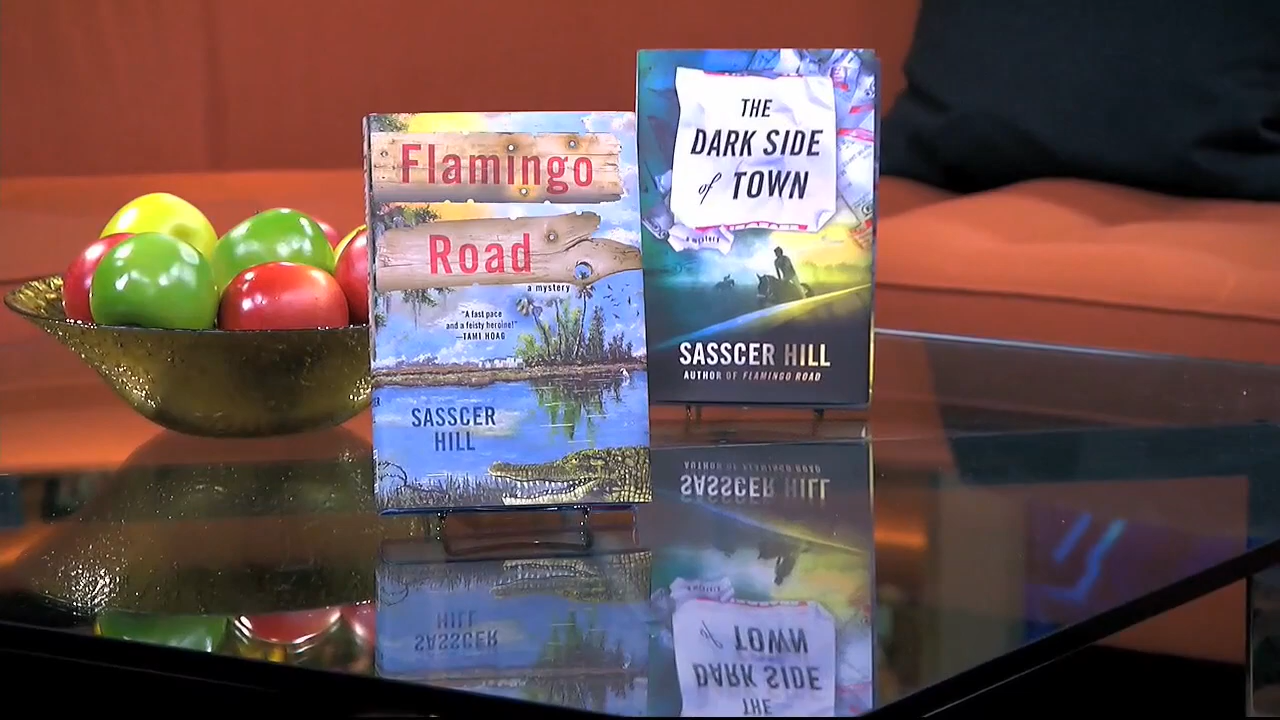 Flamingo
Road
a mystery
"A fast pace
and a feisty heroine!"
—TAMI HOAG
SASSCER
HILL
THE
DARK SIDE
of TOWN
a mystery
SASSCER HILL
AUTHOR OF FLAMINGO ROAD